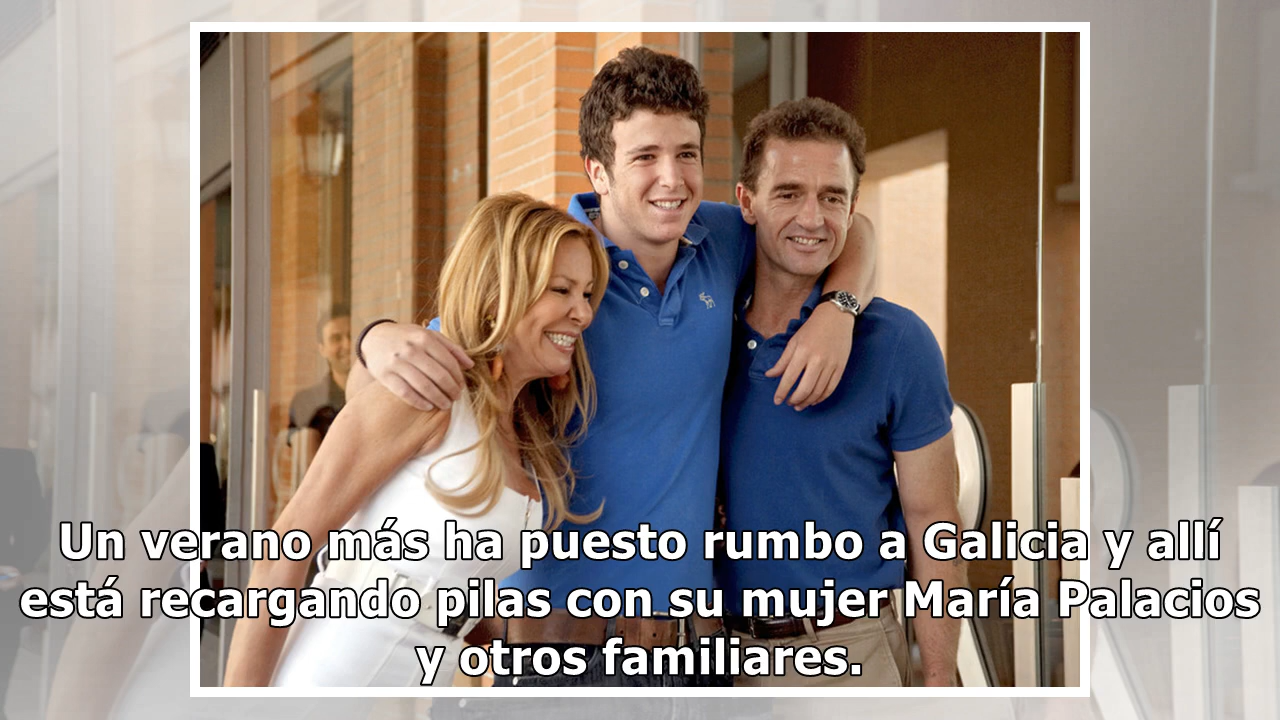 Un verano más ha puesto rumbo a Galicia y allí
está recargando pilas con su mujer María Palacios
y otros familiares.